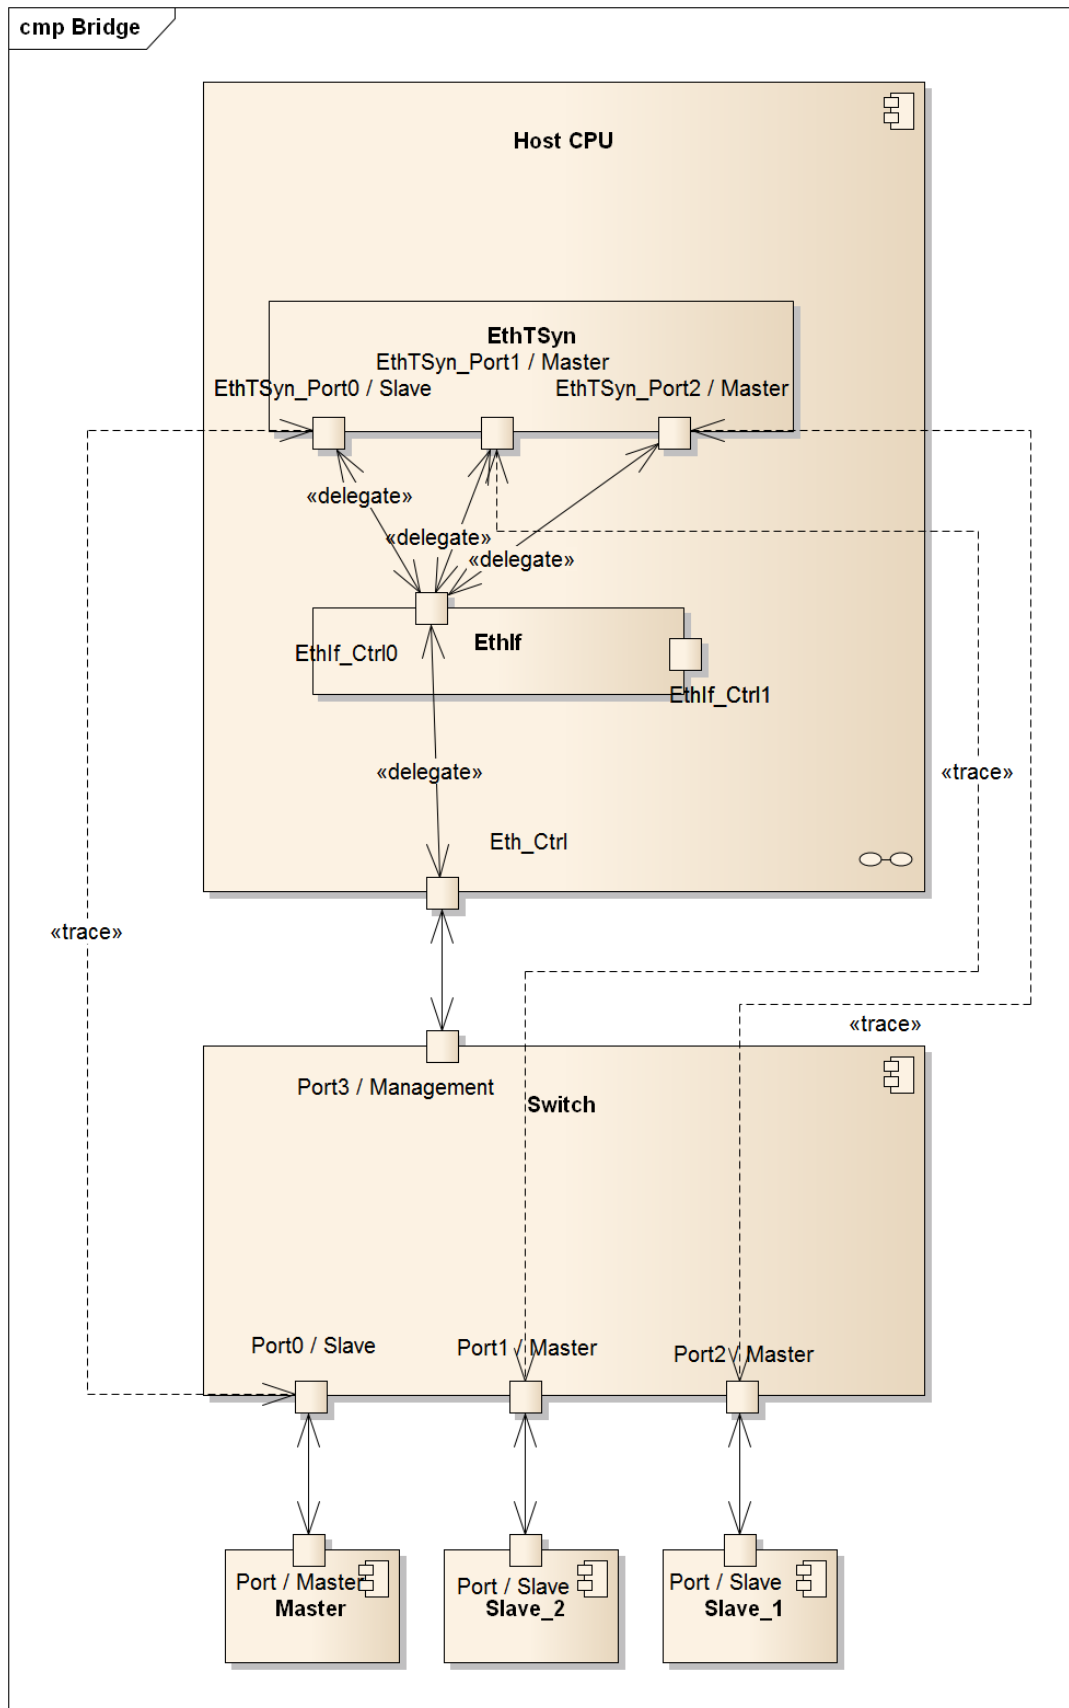 cmp Bridge
Host CPU
EthTSyn
EthTSyn_Port1 / Master
EthTSyn_Port0 / Slave
EthTSyn_Port2 / Master
«delegate»
«delegate»
«delegate»
EthIf
EthIf_Ctrl0
EthIf_Ctrl1
«delegate»
«trace»
Eth_Ctrl
«trace»
«trace»
Port3 / Management
Switch
Port0 / Slave
Port1 / Master
Port2 / Master
Port / Master
Master
Port / Slave
Slave_2
Port / Slave
Slave_1